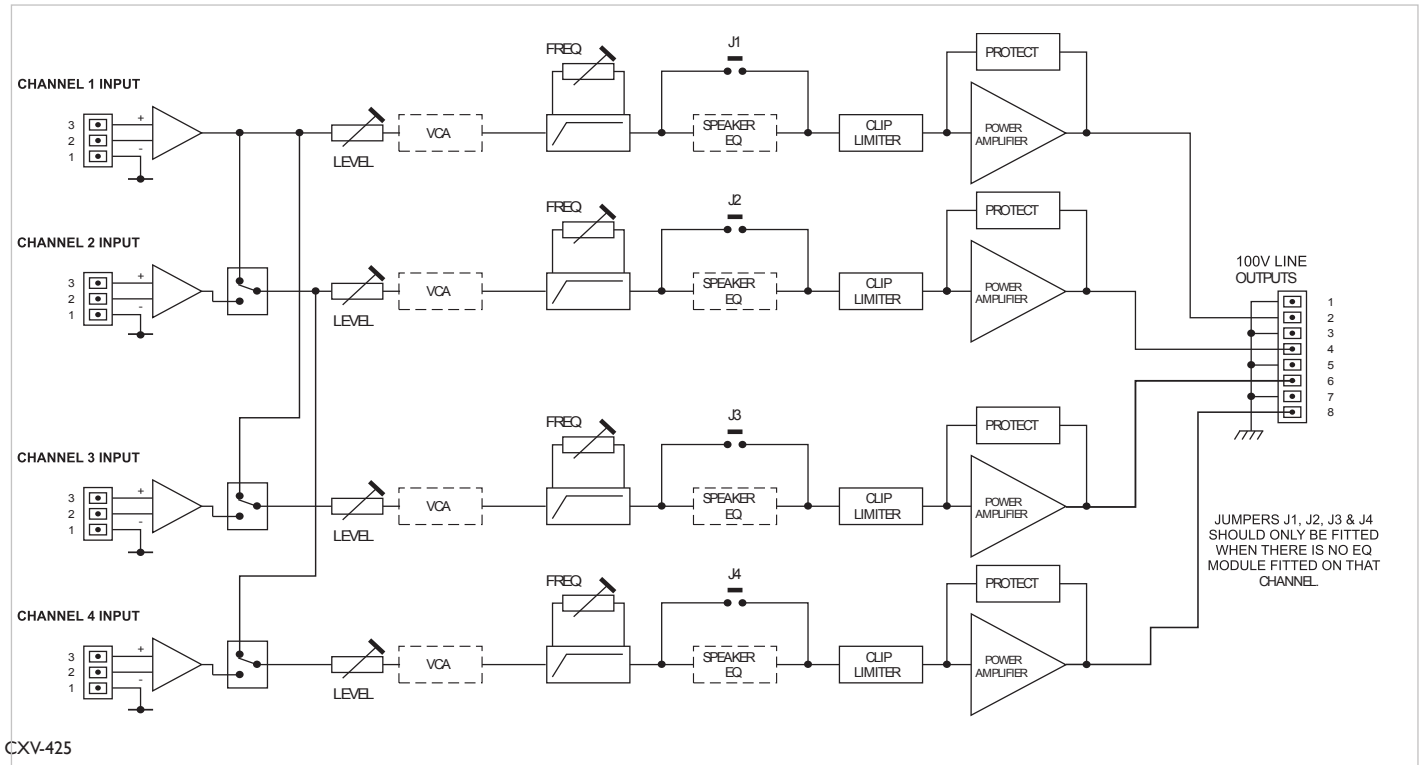 FREQ
J1
PROTECT
CHANNEL 1 INPUT
3
2
1
+
-
LEVEL
VCA
SPEAKER
EQ
CLIP
LIMITER
POWER
AMPLIFIER
CHANNEL 2 INPUT
3
2
1
+
-
LEVEL
VCA
FREQ
J2
SPEAKER
EQ
CLIP
LIMITER
PROTECT
POWER
AMPLIFIER
100V LINE
OUTPUTS
1
2
3
4
5
6
7
8
CHANNEL 3 INPUT
3
2
1
+
-
LEVEL
VCA
FREQ
J3
SPEAKER
EQ
CLIP
LIMITER
PROTECT
POWER
AMPLIFIER
JUMPERS J1, J2, J3 & J4
SHOULD ONLY BE FITTED
WHEN THERE IS NO EQ
MODULE FITTED ON THAT
CHANNEL.
CHANNEL 4 INPUT
3
2
1
+
-
LEVEL
VCA
FREQ
J4
SPEAKER
EQ
CLIP
LIMITER
PROTECT
POWER
AMPLIFIER
CXV-425